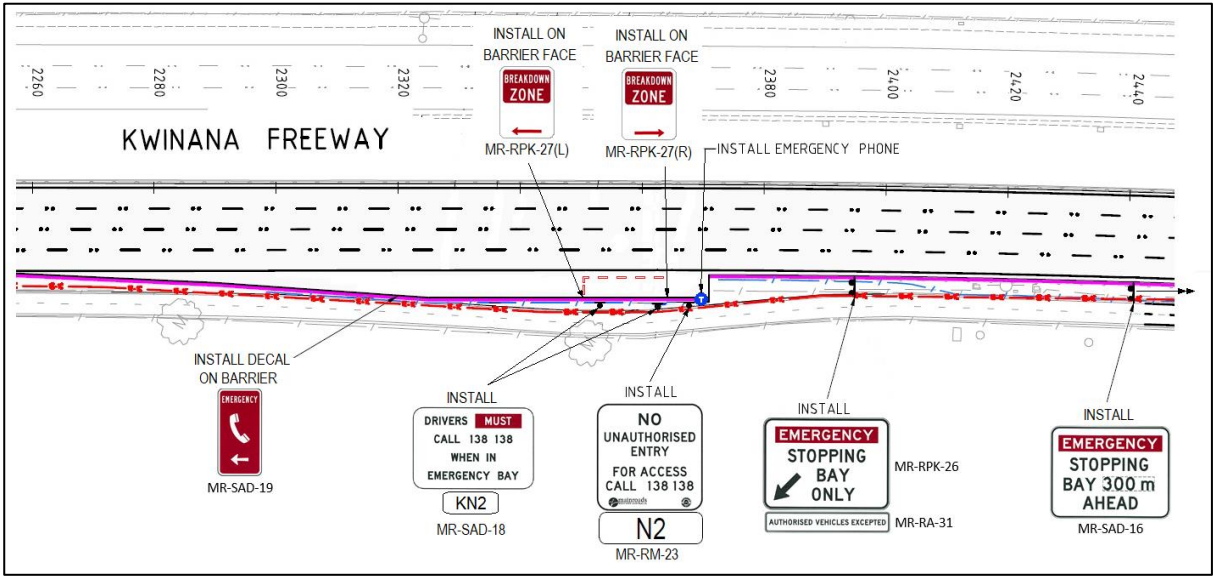 INSTALL ON
BARRIER FACE
BREAKDOWN
ZONE
MR-RPK-27(L)
INSTALL ON
BARRIER FACE
BREAKDOWN
ZONE
MR-RPK-27(R)
2260
2280
2300
2320
2380
2400
2420
2440
KWINANA FREEWAY
INSTALL EMERGENCY PHONE
T
INSTALL DECAL
ON BARRIER
EMERGENCY
MR-SAD-19
INSTALL
DRIVERS MUST
CALL 138 138
WHEN IN
EMERGENCY BAY
KN2
MR-SAD-18
INSTALL
NO
UNAUTHORISED
ENTRY
FOR ACCESS
CALL 138 138
mainroads
N2
MR-RM-23
INSTALL
EMERGENCY
STOPPING
BAY
ONLY
MR-RPK-26
AUTHORISED VEHICLES EXCEPTED
MR-RA-31
INSTALL
EMERGENCY
STOPPING
BAY 300 m
AHEAD
MR-SAD-16